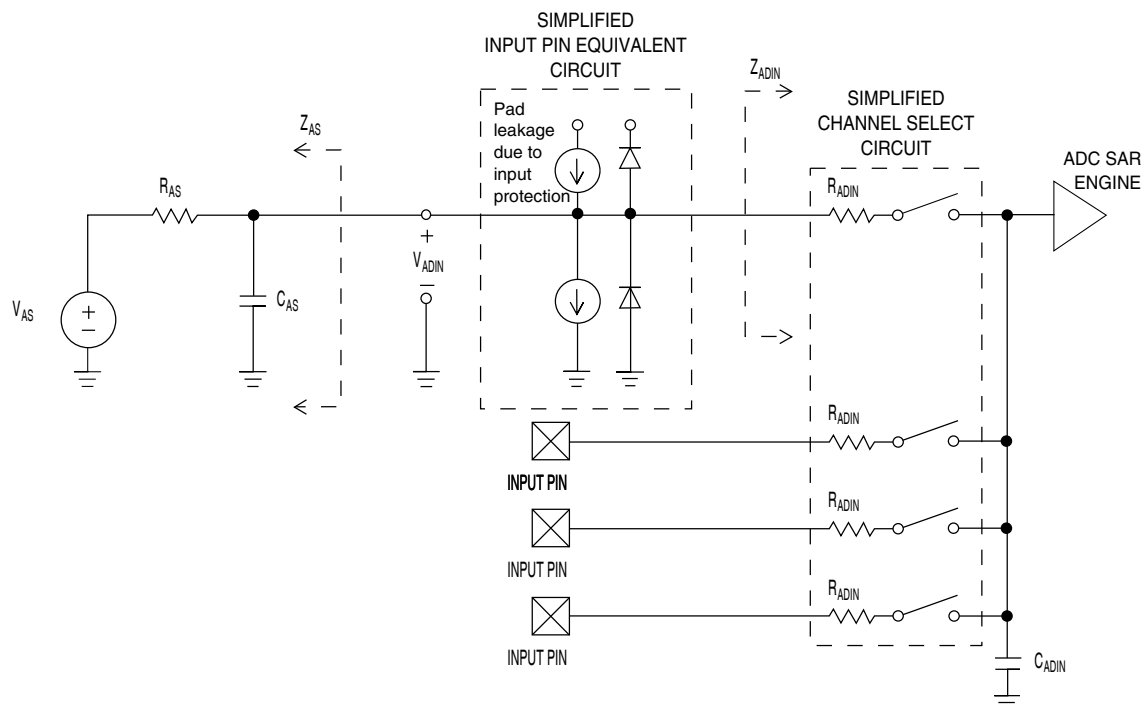 SIMPLIFIED
INPUT PIN EQUIVALENT
CIRCUIT
Pad
leakage
due to
input
protection
Z_ADIN
SIMPLIFIED
CHANNEL SELECT
CIRCUIT
ADC SAR
ENGINE
Z_AS
R_AS
R_ADIN
+
V_ADIN
–
C_AS
V_AS
+
–
R_ADIN
INPUT PIN
R_ADIN
INPUT PIN
R_ADIN
INPUT PIN
C_ADIN